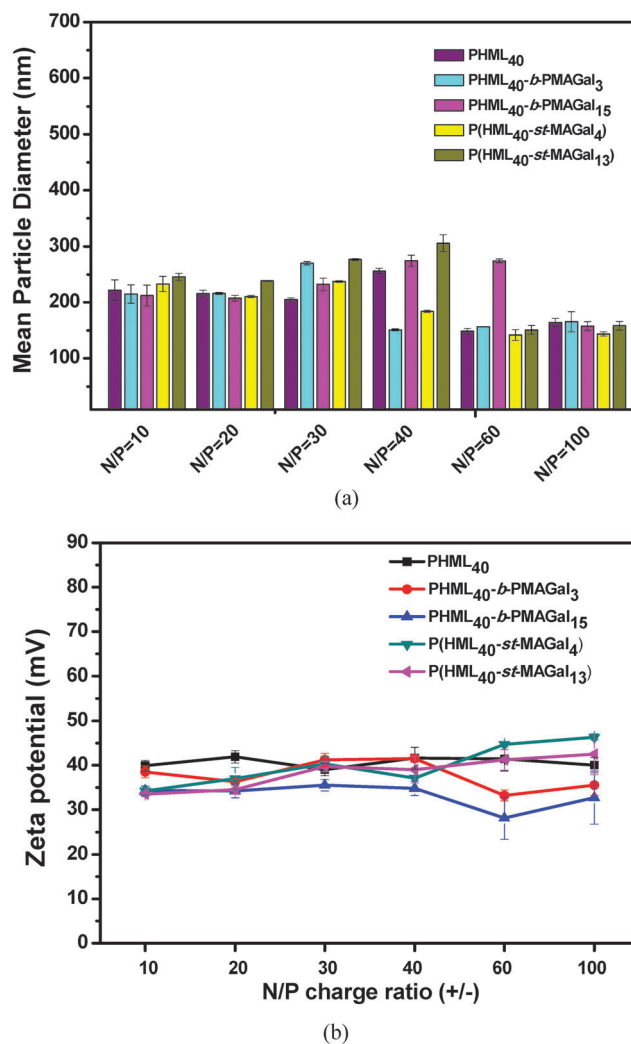 700
600
500
400
300
200
100
Mean Particle Diameter (nm)
PHML40
PHML40-b-PMAGal3
PHML40-b-PMAGal15
P(HML40-st-MAGal4)
P(HML40-st-MAGal13)
N/P=10
N/P=20
N/P=30
N/P=40
N/P=60
N/P=100
(a)
90
80
70
60
50
40
30
20
10
0
Zeta potential (mV)
PHML40
PHML40-b-PMAGal3
PHML40-b-PMAGal15
P(HML40-st-MAGal4)
P(HML40-st-MAGal13)
10 20 30 40 60 100
N/P charge ratio (+/-)
(b)